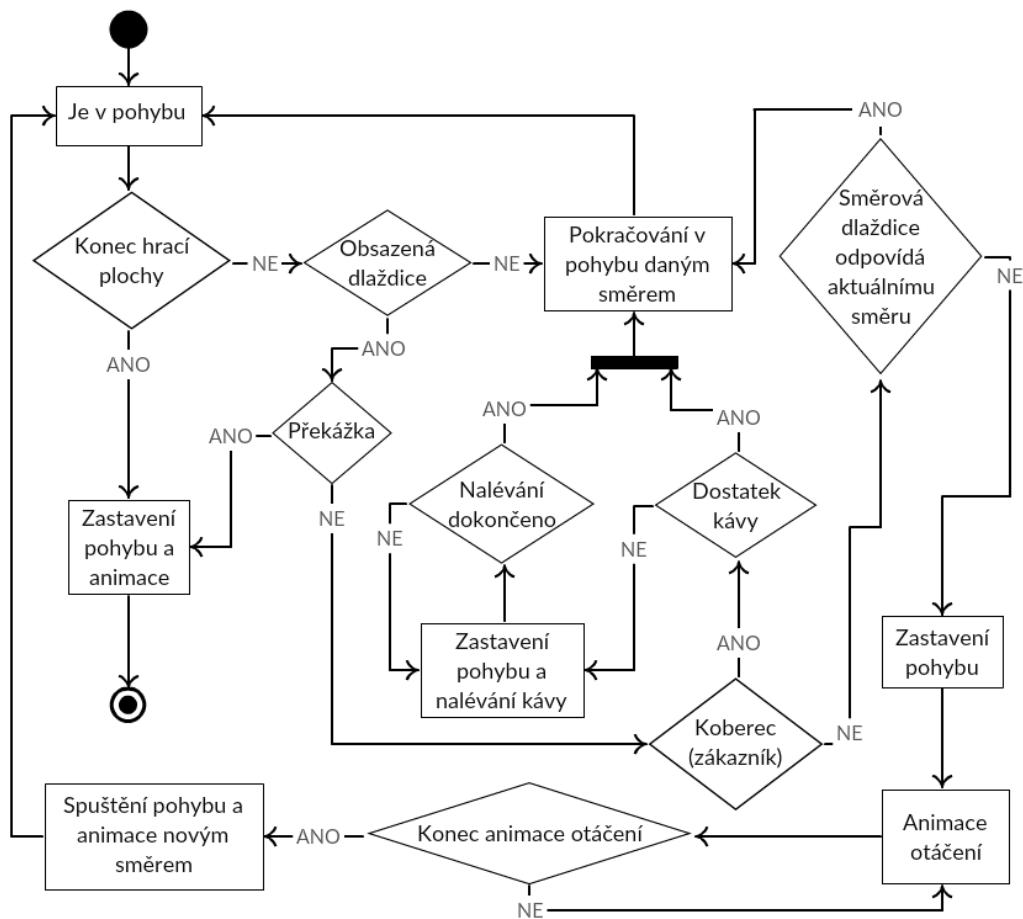 Je v pohybu
ANO
Směrová
dlaždice
odpovídá
aktuálnímu
směru
Konec hrací
plochy
NE
Obsazená
dlaždice
NE
Pokračování v
pohybu daným
směrem
NE
ANO
ANO
Překážka
ANO
ANO
ANO
Nalévání
dokončeno
Dostatek
kávy
NE
NE
NE
Zastavení
pohybu a
animace
Zastavení
pohybu a
nalévání kávy
ANO
Zastavení
pohybu
Koberec
(zákazník)
NE
Spuštění pohybu a
animace novým
směrem
ANO
Konec animace otáčení
Animace
otáčení
NE